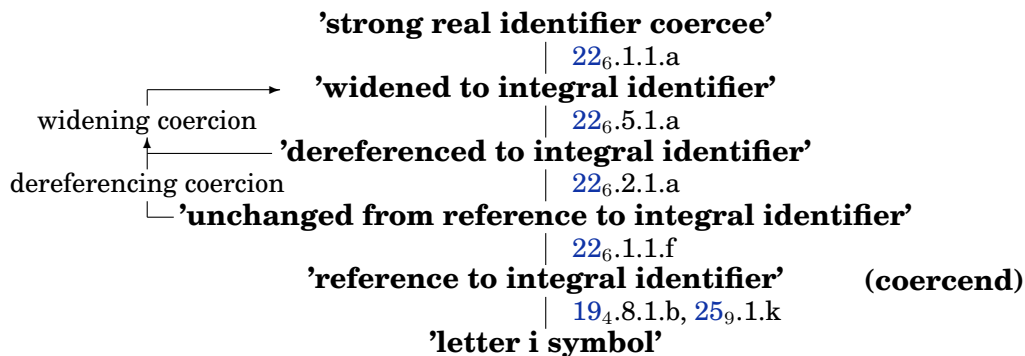 'strong real identifier coercee'
22₆.1.1.a
'widened to integral identifier'
widening coercion
22₆.5.1.a
'dereferenced to integral identifier'
dereferencing coercion
22₆.2.1.a
'unchanged from reference to integral identifier'
22₆.1.1.f
'reference to integral identifier' (coercend)
19₄.8.1.b, 25₉.1.k
'letter i symbol'